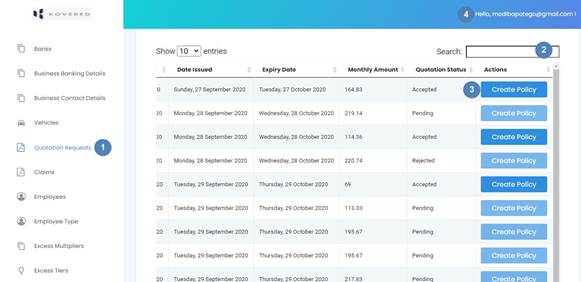 KOVERED
4 Hello, modibapotego@gmail.com !
Banks
Business Banking Details
Business Contact Details
Vehicles
Quotation Requests 1
Claims
Employees
Employee Type
Excess Multipliers
Excess Tiers
Show 10 entries
Search: 2
Date Issued Expiry Date Monthly Amount Quotation Status Actions
0 Sunday, 27 September 2020 Tuesday, 27 October 2020 164.83 Accepted 3 Create Policy
20 Monday, 28 September 2020 Wednesday, 28 October 2020 219.14 Pending Create Policy
20 Monday, 28 September 2020 Wednesday, 28 October 2020 114.36 Accepted Create Policy
20 Monday, 28 September 2020 Wednesday, 28 October 2020 220.74 Rejected Create Policy
20 Tuesday, 29 September 2020 Thursday, 29 October 2020 69 Accepted Create Policy
20 Tuesday, 29 September 2020 Thursday, 29 October 2020 113.33 Pending Create Policy
20 Tuesday, 29 September 2020 Thursday, 29 October 2020 195.67 Pending Create Policy
20 Tuesday, 29 September 2020 Thursday, 29 October 2020 195.67 Pending Create Policy
20 Tuesday, 29 September 2020 Thursday, 29 October 2020 217.83 Pending Create Policy